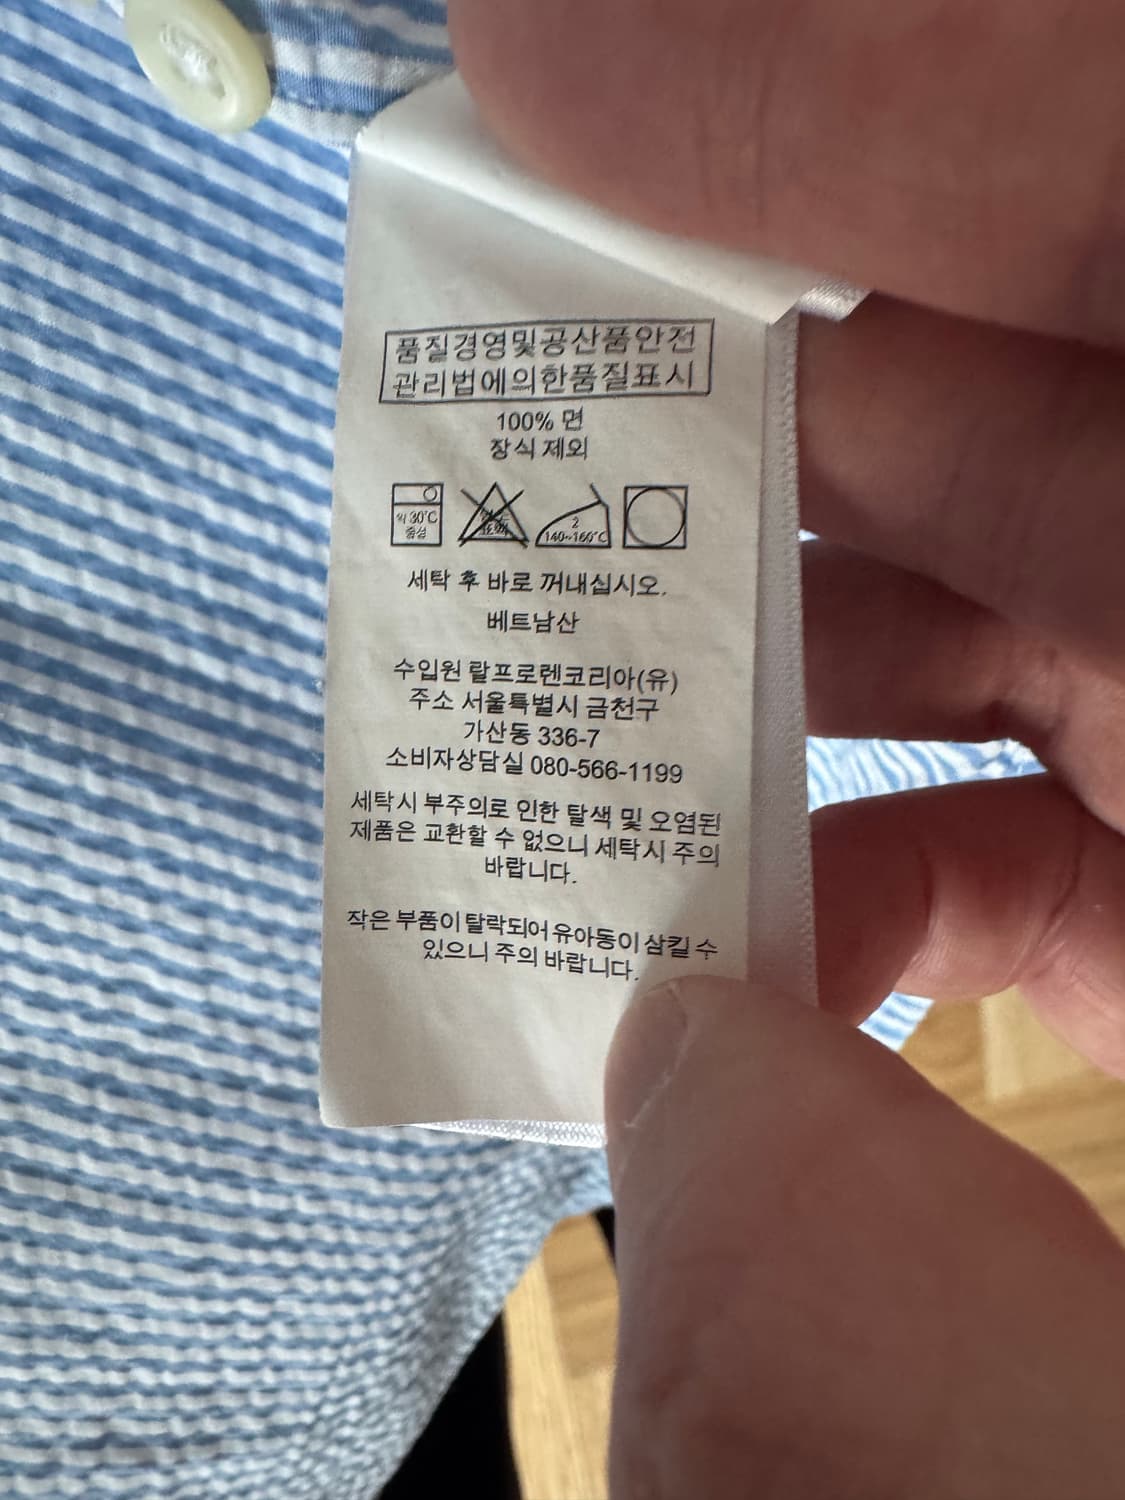 품질경영및공산품안전
관리법에의한품질표시
100% 면
장식 제외
약 30°C
중성
2
140~160°C
세탁 후 바로 꺼내십시오.
베트남산
수입원 랄프로렌코리아(유)
주소 서울특별시 금천구
가산동 336-7
소비자상담실 080-566-1199
세탁시 부주의로 인한 탈색 및 오염된
제품은 교환할 수 없으니 세탁시 주의
바랍니다.
작은 부품이 탈락되어 유아동이 삼킬 수
있으니 주의 바랍니다.